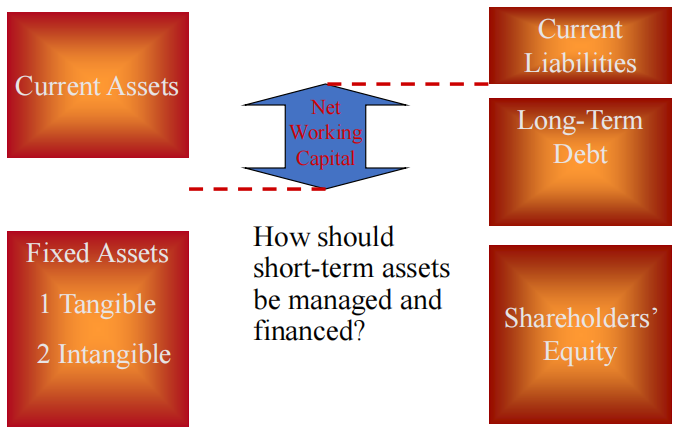 Current Assets
Fixed Assets
1 Tangible
2 Intangible
Net
Working
Capital
How should
short-term assets
be managed and
financed?
Current
Liabilities
Long-Term
Debt
Shareholders’
Equity